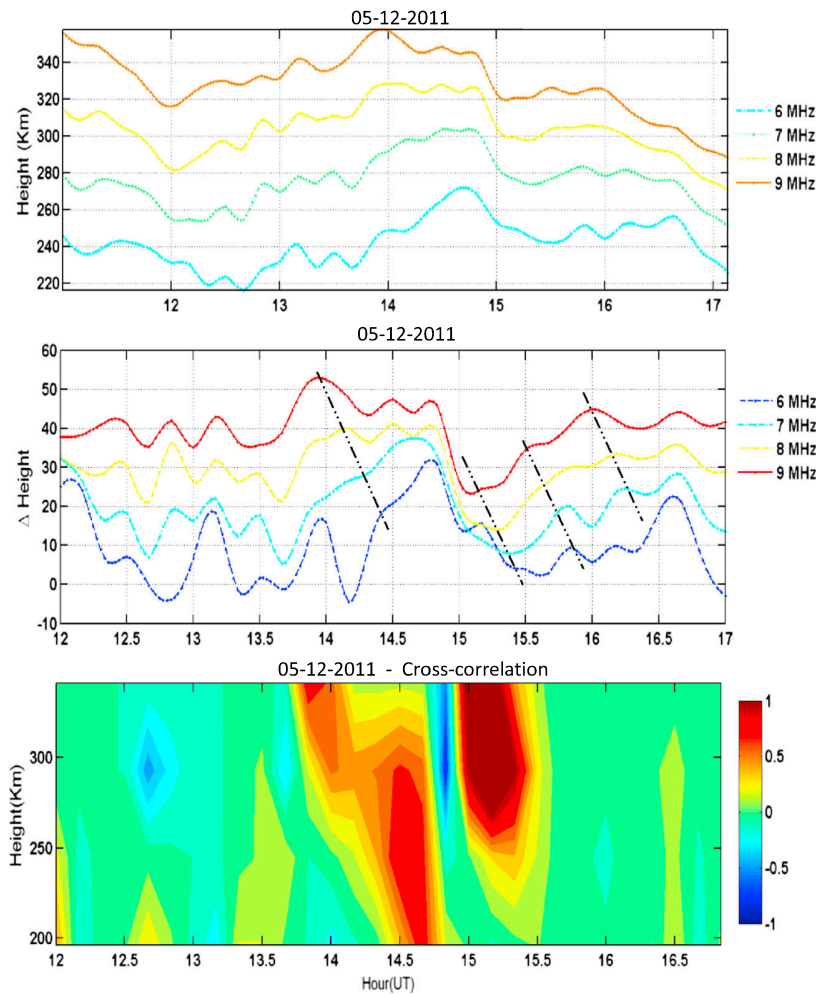 05-12-2011
Height (Km)
340
320
300
280
260
240
220
12 13 14 15 16 17
6 MHz
7 MHz
8 MHz
9 MHz
05-12-2011
Δ Height
60
50
40
30
20
10
0
-10
12 12.5 13 13.5 14 14.5 15 15.5 16 16.5 17
6 MHz
7 MHz
8 MHz
9 MHz
05-12-2011 - Cross-correlation
Height(Km)
300
250
200
12 12.5 13 13.5 14 14.5 15 15.5 16 16.5
Hour(UT)
1
0.5
0
-0.5
-1